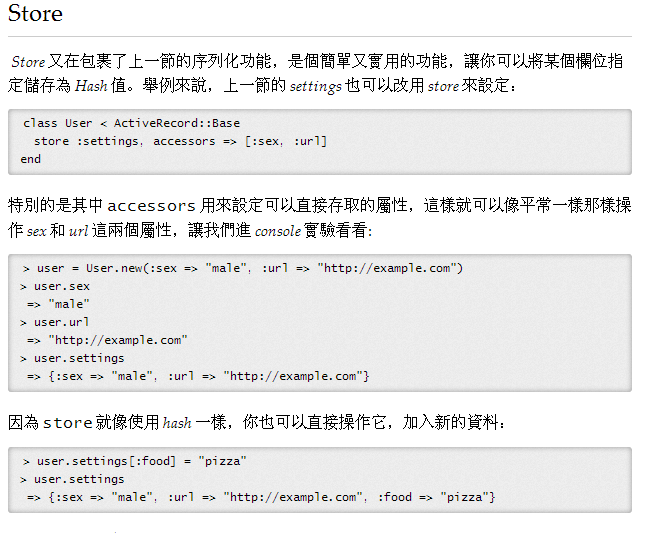 Store
Store 又在包裹了上一節的序列化功能，是個簡單又實用的功能，讓你可以將某個欄位指
定儲存為 Hash 值。舉例來說，上一節的 settings 也可以改用 store 來設定：
class User < ActiveRecord::Base
  store :settings, accessors => [:sex, :url]
end
特別的是其中 accessors 用來設定可以直接存取的屬性，這樣就可以像平常一樣那樣操
作 sex 和 url 這兩個屬性，讓我們進 console 實驗看看:
> user = User.new(:sex => "male", :url => "http://example.com")
> user.sex
 => "male"
> user.url
 => "http://example.com"
> user.settings
 => {:sex => "male", :url => "http://example.com"}
因為 store 就像使用 hash 一樣，你也可以直接操作它，加入新的資料：
> user.settings[:food] = "pizza"
> user.settings
 => {:sex => "male", :url => "http://example.com", :food => "pizza"}